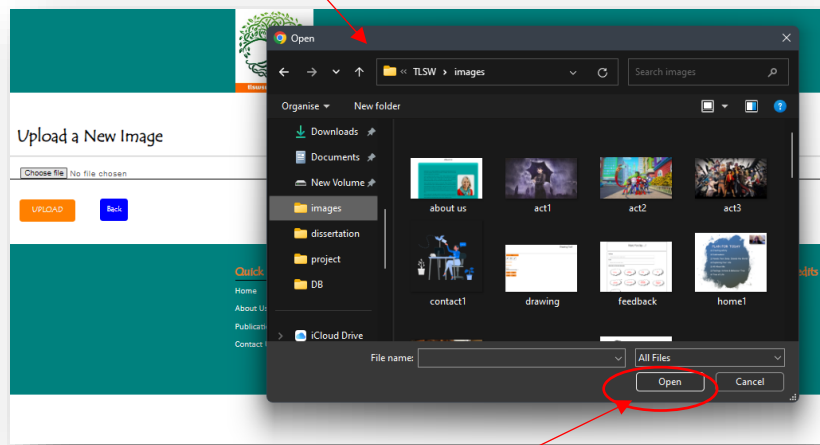 Open
TLSW > images
Search images
Organise
New folder
Downloads
Documents
New Volume
images
dissertation
project
DB
iCloud Drive
about us
act1
act2
act3
contact1
drawing
feedback
home1
File name:
All Files
Open
Cancel
Upload a New Image
Choose file No file chosen
UPLOAD
Back
Quick
Home
About Us
Publicati
Contact U
edits